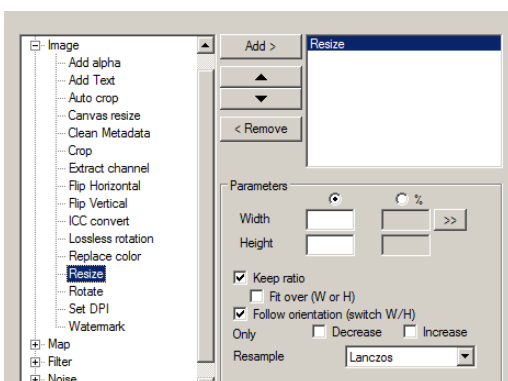 Image
Add alpha
Add Text
Auto crop
Canvas resize
Clean Metadata
Crop
Extract channel
Flip Horizontal
Flip Vertical
ICC convert
Lossless rotation
Replace color
Resize
Rotate
Set DPI
Watermark
Map
Filter
Noise
Add >
< Remove
Resize
Parameters
%
Width
>>
Height
Keep ratio
Fit over (W or H)
Follow orientation (switch W/H)
Only Decrease Increase
Resample Lanczos